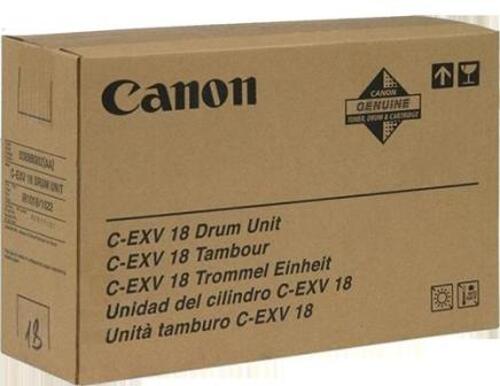 Canon
CANON
GENUINE
TONER, DRUM & CARTRIDGE
C-EXV 18 Drum Unit
C-EXV 18 Tambour
C-EXV 18 Trommel Einheit
Unidad del cilindro C-EXV 18
Unità tamburo C-EXV 18
C-EXV 18 DRUM UNIT
18